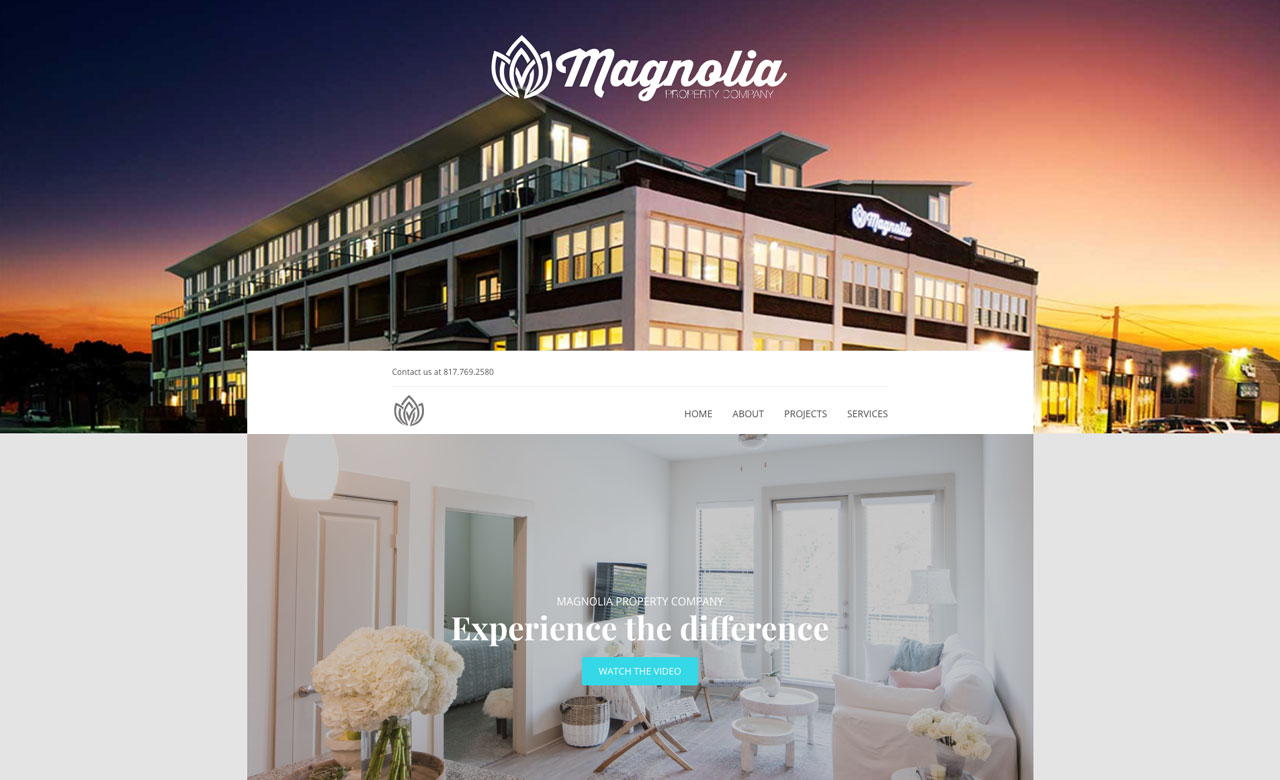 Magnolia
PROPERTY COMPANY
Magnolia
Contact us at 817.769.2580
HOME ABOUT PROJECTS SERVICES
MAGNOLIA PROPERTY COMPANY
Experience the difference
WATCH THE VIDEO